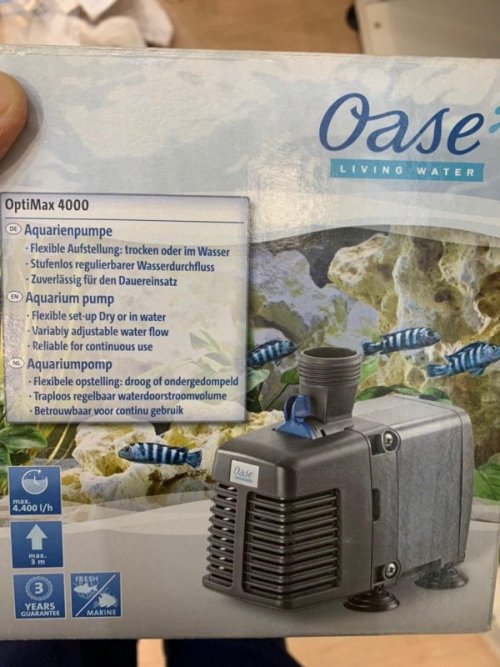 Oase
LIVING WATER
OptiMax 4000
DE Aquarienpumpe
· Flexible Aufstellung: trocken oder im Wasser
· Stufenlos regulierbarer Wasserdurchfluss
· Zuverlässig für den Dauereinsatz
EN Aquarium pump
· Flexible set-up Dry or in water
· Variably adjustable water flow
· Reliable for continuous use
NL Aquariumpomp
· Flexibele opstelling: droog of ondergedompeld
· Traploos regelbaar waterdoorstroomvolume
· Betrouwbaar voor continu gebruik
Oase
max.
4.400 l/h
max.
3 m
3
YEARS
GUARANTEE
FRESH
MARINE